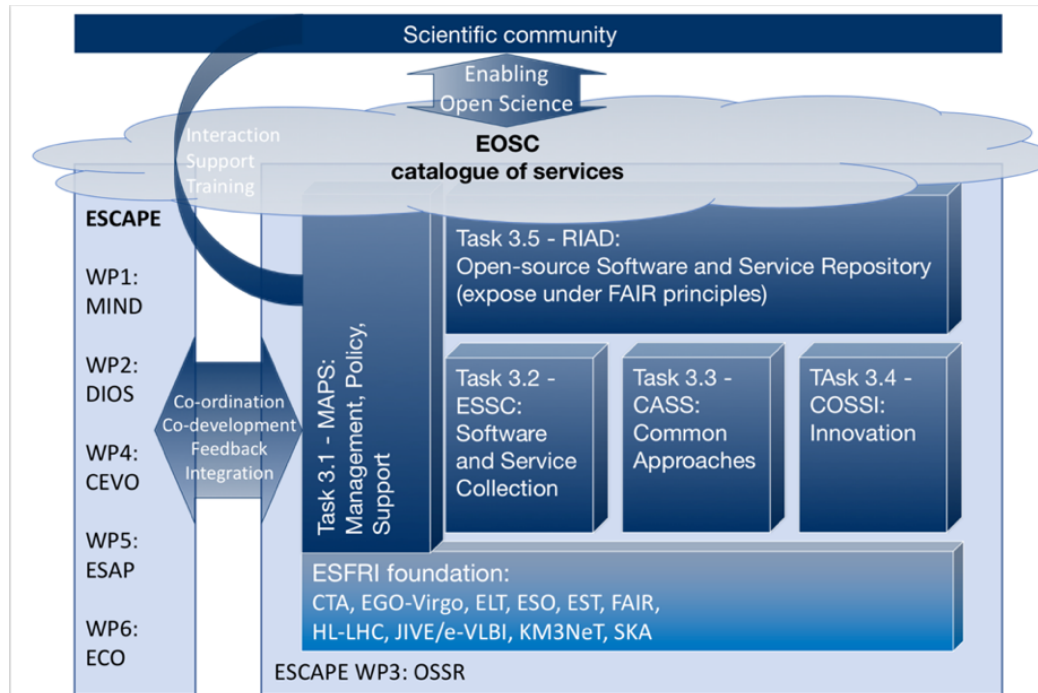 Scientific community
Enabling
Open Science
EOSC
catalogue of services
Interaction
Support
Training
ESCAPE
WP1:
MIND
WP2:
DIOS
WP4:
CEVO
WP5:
ESAP
WP6:
ECO
Co-ordination
Co-development
Feedback
Integration
Task 3.1 - MAPS:
Management, Policy,
Support
Task 3.5 - RIAD:
Open-source Software and Service Repository
(expose under FAIR principles)
Task 3.2 -
ESSC:
Software
and Service
Collection
Task 3.3 -
CASS:
Common
Approaches
TAsk 3.4 -
COSSI:
Innovation
ESFRI foundation:
CTA, EGO-Virgo, ELT, ESO, EST, FAIR,
HL-LHC, JIVE/e-VLBI, KM3NeT, SKA
ESCAPE WP3: OSSR